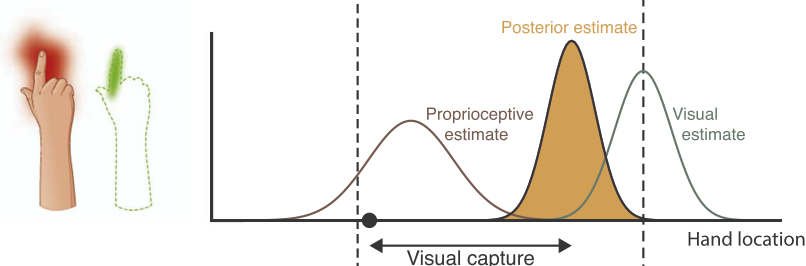 Posterior estimate
Proprioceptive
estimate
Visual
estimate
Hand location
Visual capture